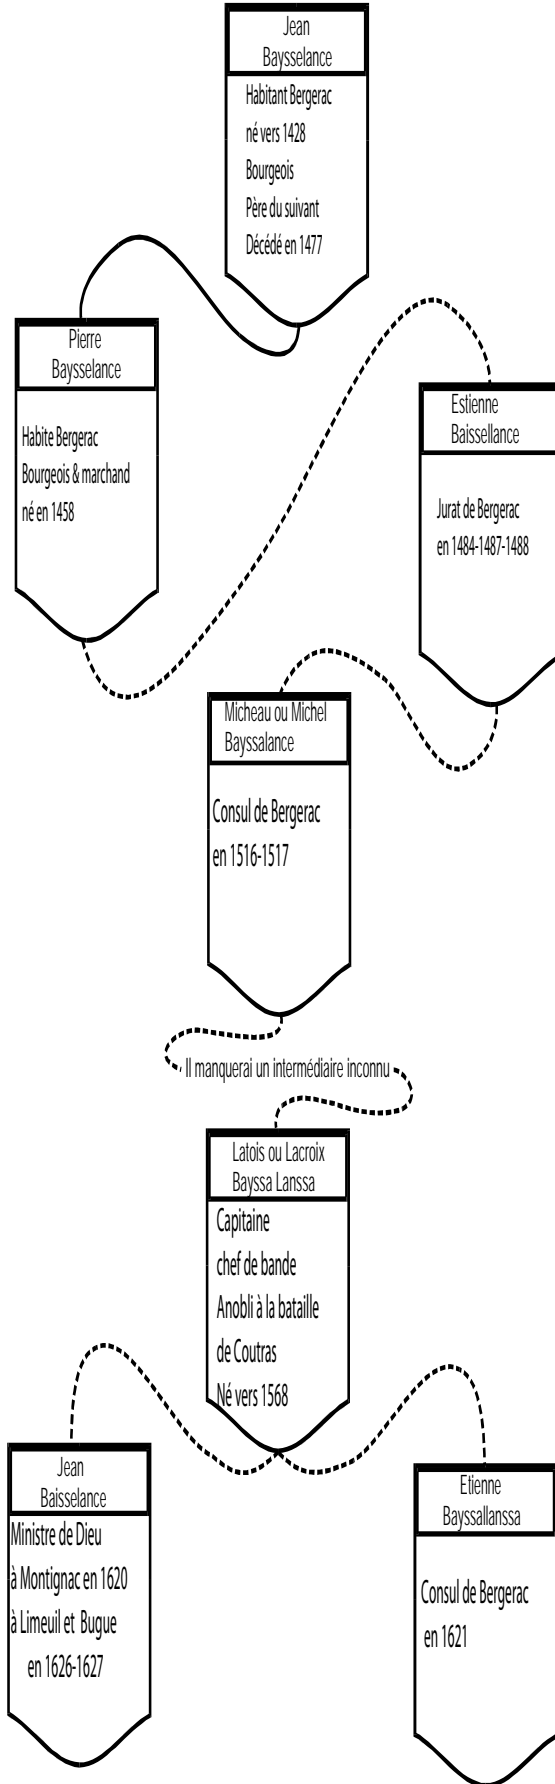 Jean
Baysselance
Habitant Bergerac
né vers 1428
Bourgeois
Père du suivant
Décédé en 1477
Pierre
Baysselance
Habite Bergerac
Bourgeois & marchand
né en 1458
Estienne
Baissellance
Jurat de Bergerac
en 1484-1487-1488
Micheau ou Michel
Bayssalance
Consul de Bergerac
en 1516-1517
Il manquerai un intermédiaire inconnu
Latois ou Lacroix
Bayssa Lanssa
Capitaine
chef de bande
Anobli à la bataille
de Coutras
Né vers 1568
Jean
Baisselance
Ministre de Dieu
à Montignac en 1620
à Limeuil et Bugue
en 1626-1627
Etienne
Bayssallanssa
Consul de Bergerac
en 1621